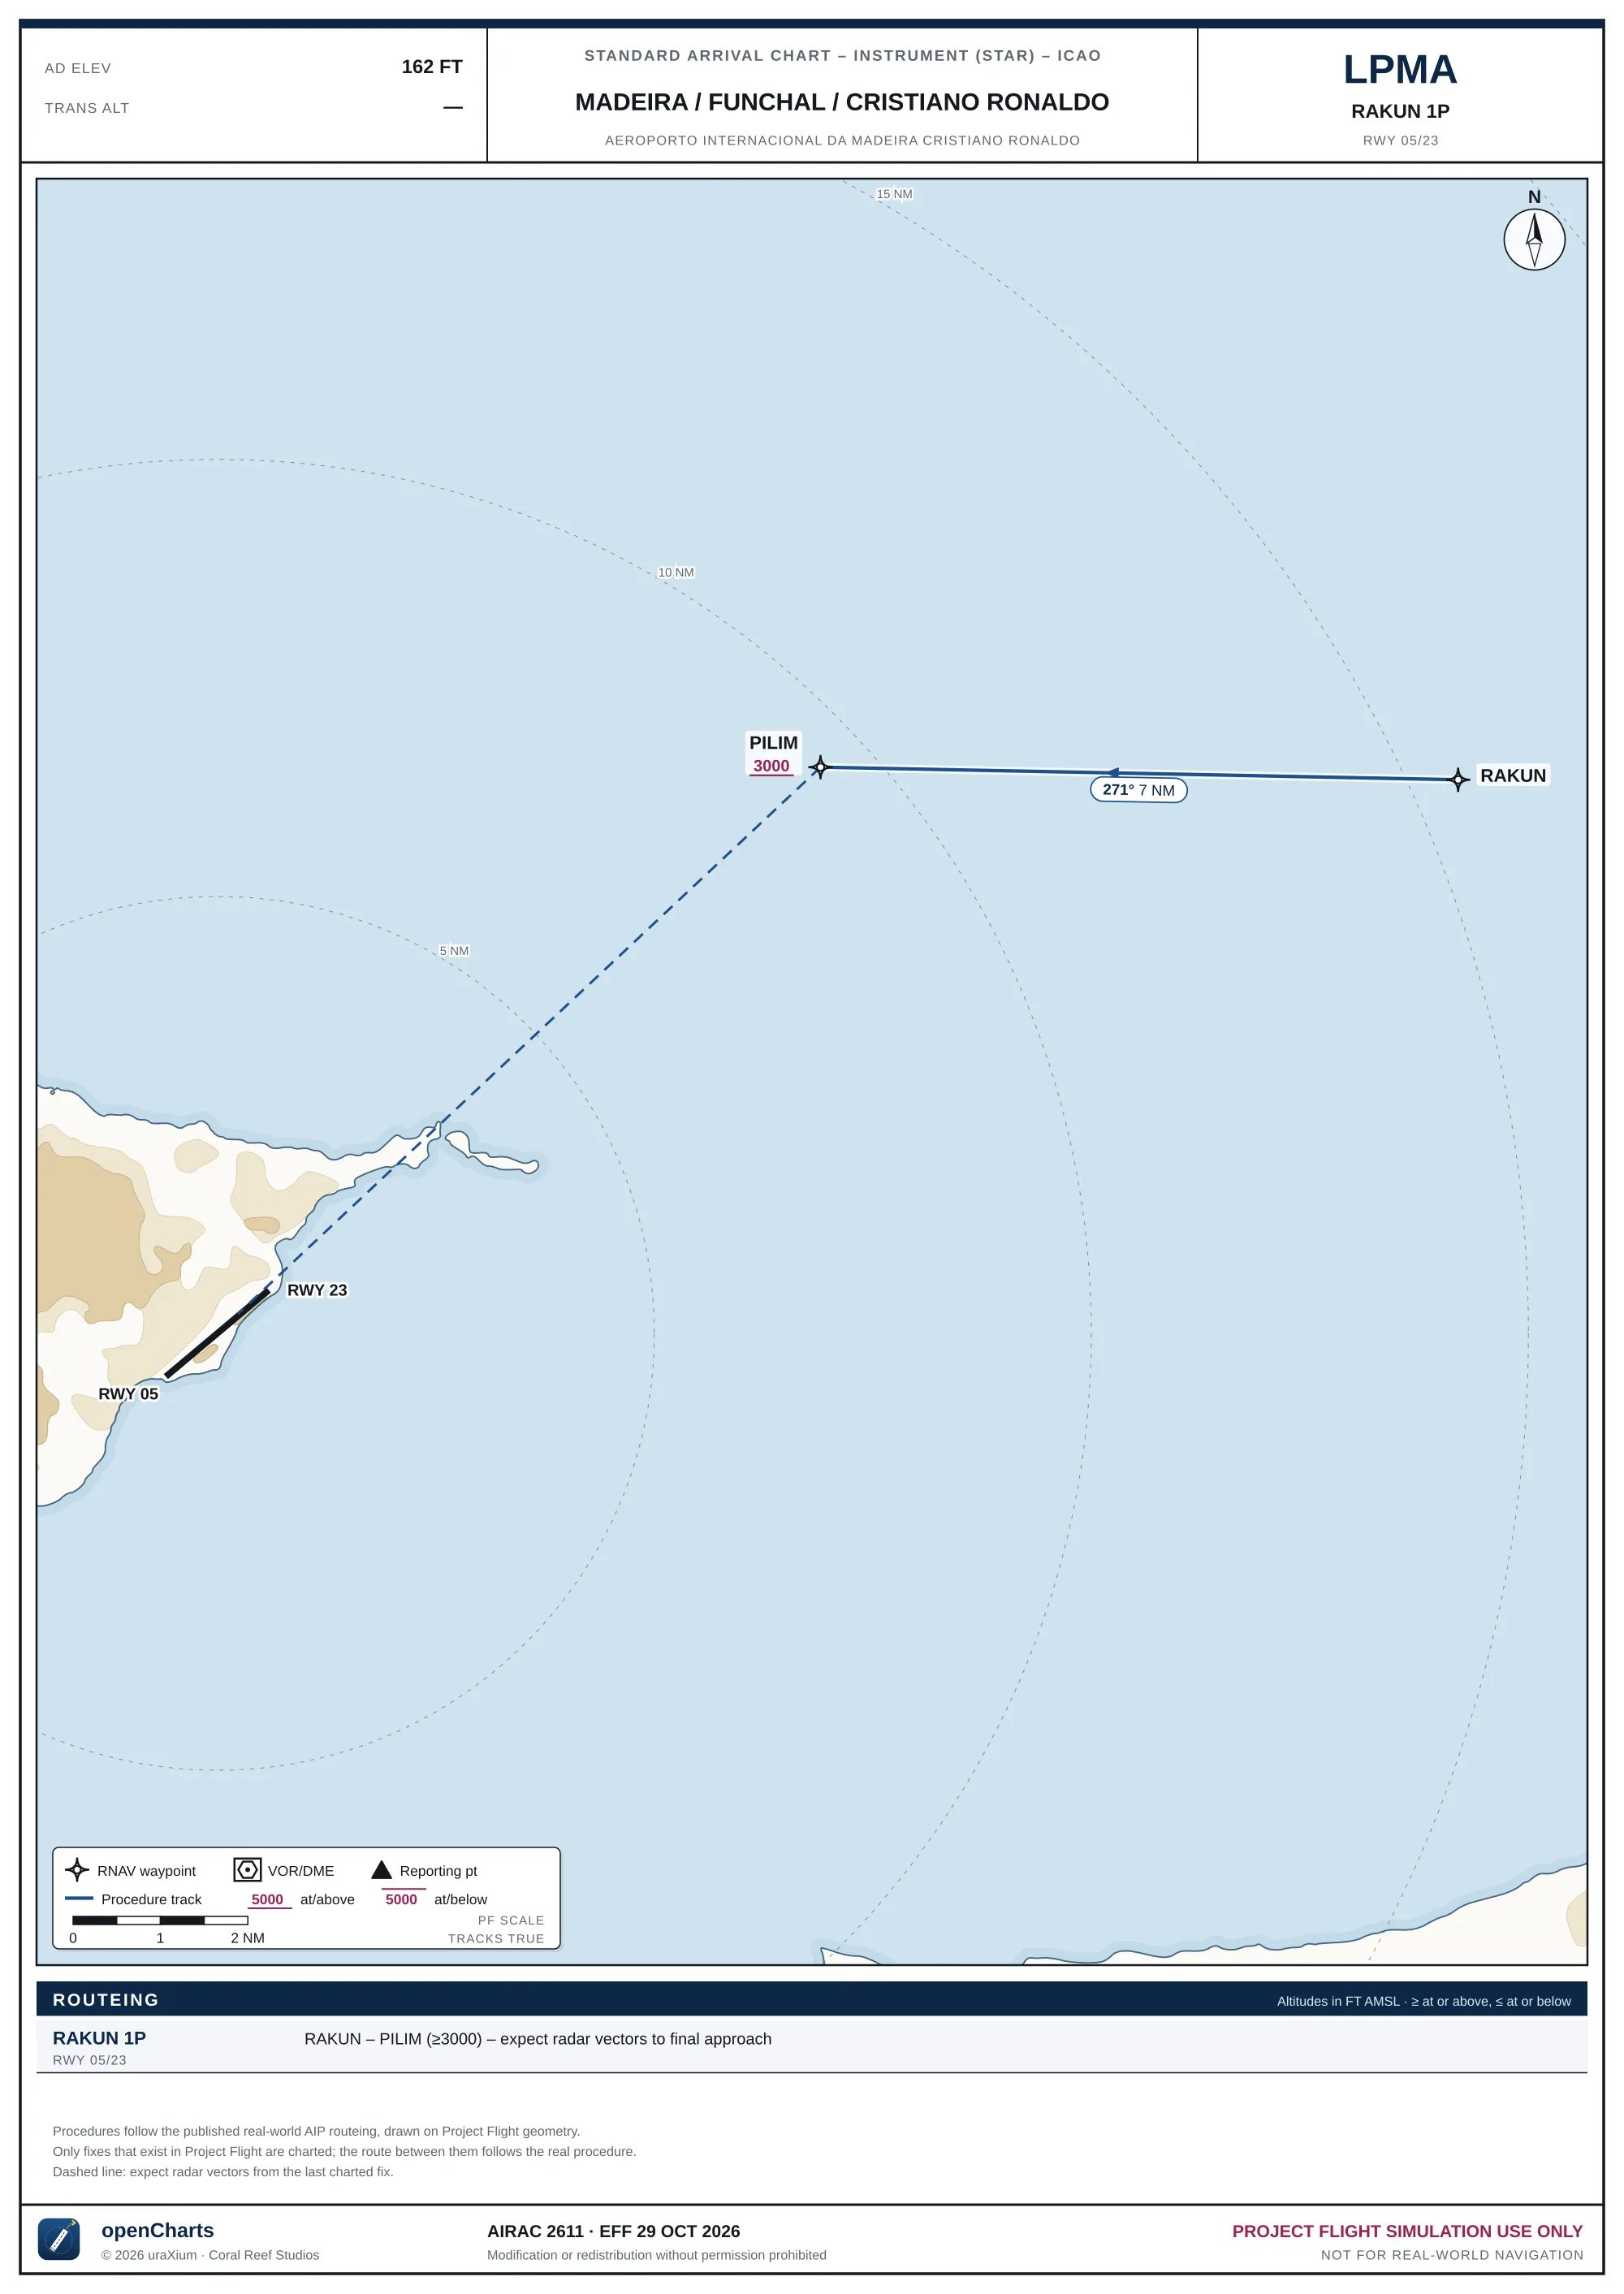 AD ELEV 162 FT
TRANS ALT —
STANDARD ARRIVAL CHART – INSTRUMENT (STAR) – ICAO
MADEIRA / FUNCHAL / CRISTIANO RONALDO
AEROPORTO INTERNACIONAL DA MADEIRA CRISTIANO RONALDO
LPMA
RAKUN 1P
RWY 05/23
15 NM
N
10 NM
PILIM
3000
RAKUN
271° 7 NM
5 NM
RWY 23
RWY 05
RNAV waypoint VOR/DME Reporting pt
Procedure track 5000 at/above 5000 at/below
PF SCALE
0 1 2 NM TRACKS TRUE
ROUTEING Altitudes in FT AMSL · ≥ at or above, ≤ at or below
RAKUN 1P RAKUN – PILIM (≥3000) – expect radar vectors to final approach
RWY 05/23
Procedures follow the published real-world AIP routeing, drawn on Project Flight geometry.
Only fixes that exist in Project Flight are charted; the route between them follows the real procedure.
Dashed line: expect radar vectors from the last charted fix.
openCharts
© 2026 uraXium · Coral Reef Studios
AIRAC 2611 · EFF 29 OCT 2026
Modification or redistribution without permission prohibited
PROJECT FLIGHT SIMULATION USE ONLY
NOT FOR REAL-WORLD NAVIGATION